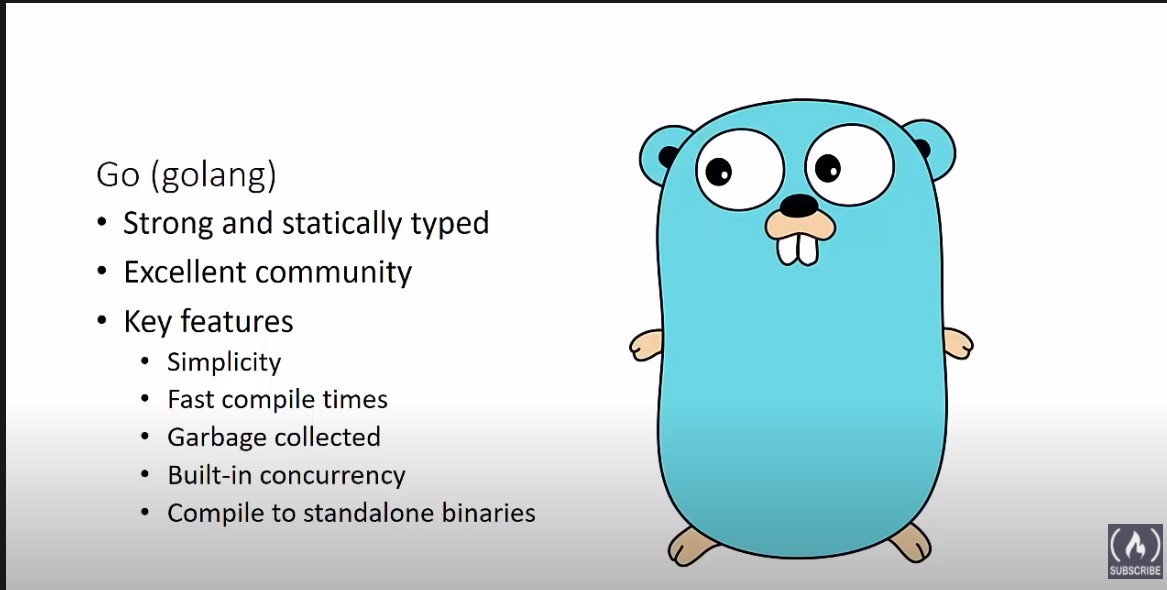 Go (golang)
• Strong and statically typed
• Excellent community
• Key features
• Simplicity
• Fast compile times
• Garbage collected
• Built-in concurrency
• Compile to standalone binaries
SUBSCRIBE